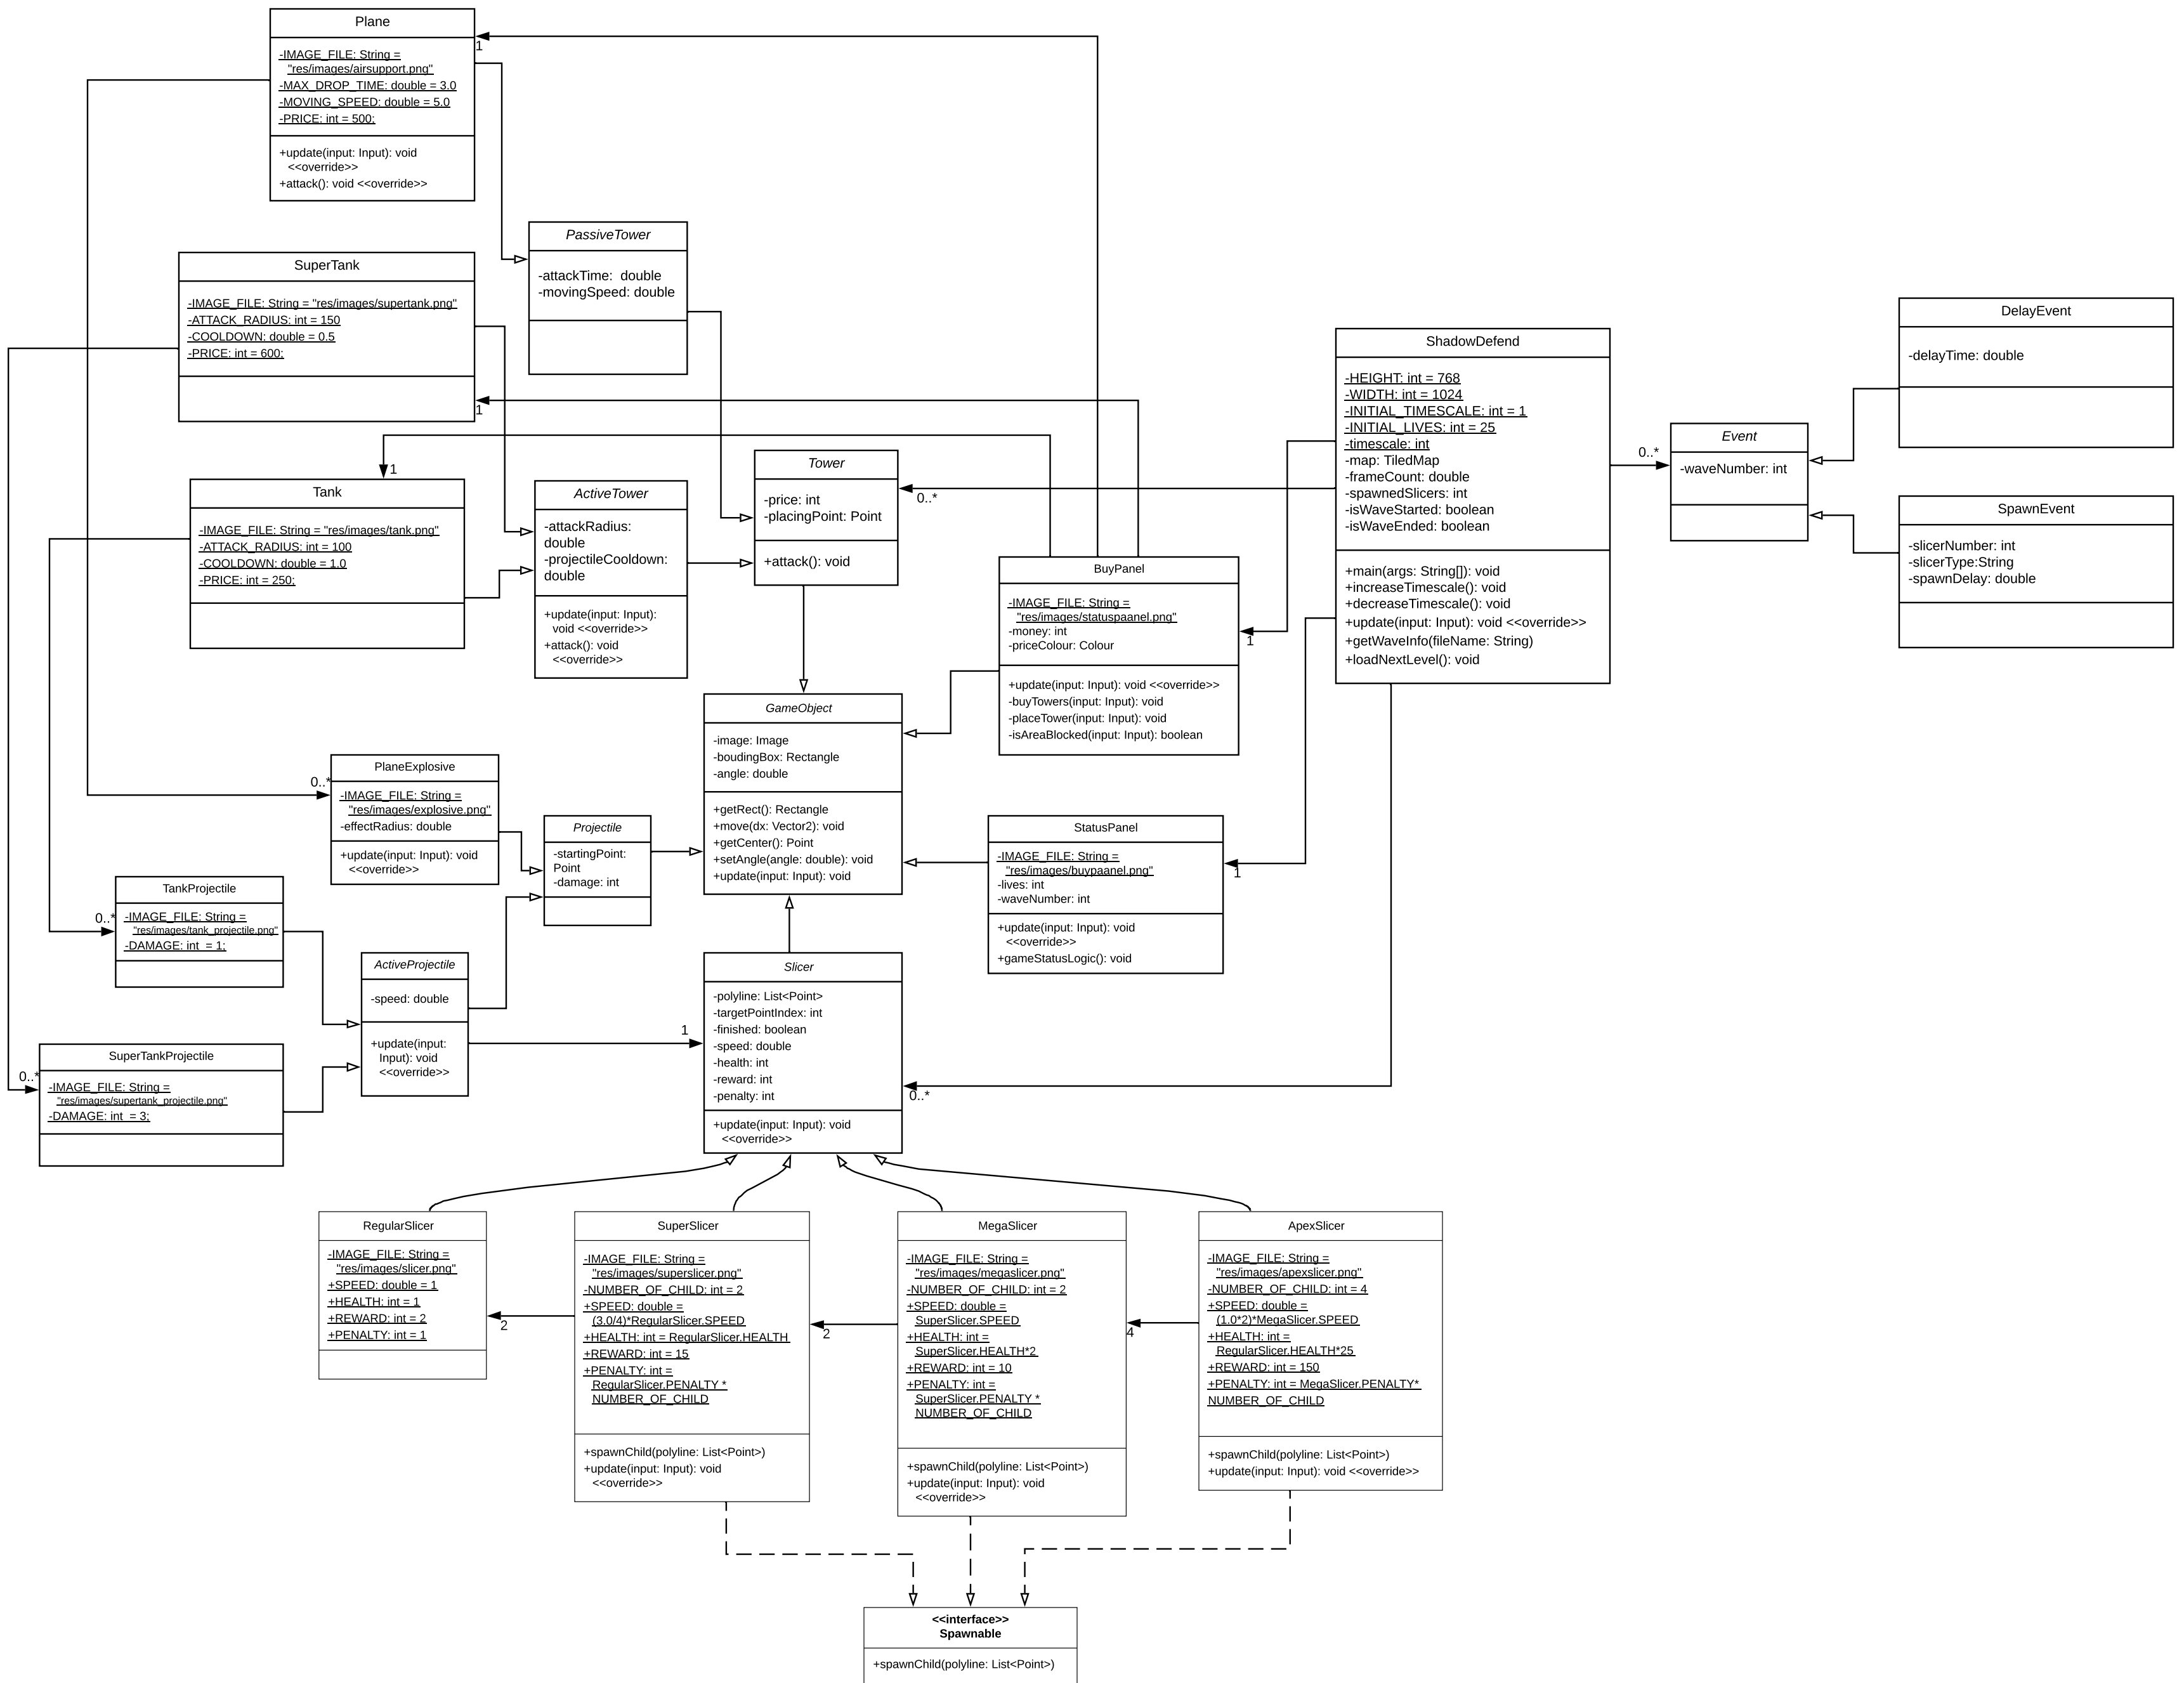 Plane
-IMAGE_FILE: String =
"res/images/airsupport.png"
-MAX_DROP_TIME: double = 3.0
-MOVING_SPEED: double = 5.0
-PRICE: int = 500;
+update(input: Input): void
<<override>>
+attack(): void <<override>>
1
PassiveTower
-attackTime:  double
-movingSpeed: double
SuperTank
-IMAGE_FILE: String = "res/images/supertank.png"
-ATTACK_RADIUS: int = 150
-COOLDOWN: double = 0.5
-PRICE: int = 600;
1
1
Tank
-IMAGE_FILE: String = "res/images/tank.png"
-ATTACK_RADIUS: int = 100
-COOLDOWN: double = 1.0
-PRICE: int = 250;
ActiveTower
-attackRadius:
double
-projectileCooldown:
double
+update(input: Input):
void <<override>>
+attack(): void
<<override>>
Tower
-price: int
-placingPoint: Point
+attack(): void
0..*
BuyPanel
-IMAGE_FILE: String =
"res/images/statuspaanel.png"
-money: int
-priceColour: Colour
+update(input: Input): void <<override>>
-buyTowers(input: Input): void
-placeTower(input: Input): void
-isAreaBlocked(input: Input): boolean
1
ShadowDefend
-HEIGHT: int = 768
-WIDTH: int = 1024
-INITIAL_TIMESCALE: int = 1
-INITIAL_LIVES: int = 25
-timescale: int
-map: TiledMap
-frameCount: double
-spawnedSlicers: int
-isWaveStarted: boolean
-isWaveEnded: boolean
+main(args: String[]): void
+increaseTimescale(): void
+decreaseTimescale(): void
+update(input: Input): void <<override>>
+getWaveInfo(fileName: String)
+loadNextLevel(): void
0..*
Event
-waveNumber: int
DelayEvent
-delayTime: double
SpawnEvent
-slicerNumber: int
-slicerType:String
-spawnDelay: double
GameObject
-image: Image
-boudingBox: Rectangle
-angle: double
+getRect(): Rectangle
+move(dx: Vector2): void
+getCenter(): Point
+setAngle(angle: double): void
+update(input: Input): void
0..*
PlaneExplosive
-IMAGE_FILE: String =
"res/images/explosive.png"
-effectRadius: double
+update(input: Input): void
<<override>>
Projectile
-startingPoint:
Point
-damage: int
StatusPanel
-IMAGE_FILE: String =
"res/images/buypaanel.png"
-lives: int
-waveNumber: int
+update(input: Input): void
<<override>>
+gameStatusLogic(): void
1
0..*
TankProjectile
-IMAGE_FILE: String =
"res/images/tank_projectile.png"
-DAMAGE: int  = 1;
ActiveProjectile
-speed: double
+update(input:
Input): void
<<override>>
1
Slicer
-polyline: List<Point>
-targetPointIndex: int
-finished: boolean
-speed: double
-health: int
-reward: int
-penalty: int
+update(input: Input): void
<<override>>
0..*
0..*
SuperTankProjectile
-IMAGE_FILE: String =
"res/images/supertank_projectile.png"
-DAMAGE: int  = 3;
RegularSlicer
-IMAGE_FILE: String =
"res/images/slicer.png"
+SPEED: double = 1
+HEALTH: int = 1
+REWARD: int = 2
+PENALTY: int = 1
2
SuperSlicer
-IMAGE_FILE: String =
"res/images/superslicer.png"
-NUMBER_OF_CHILD: int = 2
+SPEED: double =
(3.0/4)*RegularSlicer.SPEED
+HEALTH: int = RegularSlicer.HEALTH
+REWARD: int = 15
+PENALTY: int =
RegularSlicer.PENALTY *
NUMBER_OF_CHILD
+spawnChild(polyline: List<Point>)
+update(input: Input): void
<<override>>
2
MegaSlicer
-IMAGE_FILE: String =
"res/images/megaslicer.png"
-NUMBER_OF_CHILD: int = 2
+SPEED: double =
SuperSlicer.SPEED
+HEALTH: int =
SuperSlicer.HEALTH*2
+REWARD: int = 10
+PENALTY: int =
SuperSlicer.PENALTY *
NUMBER_OF_CHILD
+spawnChild(polyline: List<Point>)
+update(input: Input): void
<<override>>
4
ApexSlicer
-IMAGE_FILE: String =
"res/images/apexslicer.png"
-NUMBER_OF_CHILD: int = 4
+SPEED: double =
(1.0*2)*MegaSlicer.SPEED
+HEALTH: int =
RegularSlicer.HEALTH*25
+REWARD: int = 150
+PENALTY: int = MegaSlicer.PENALTY*
NUMBER_OF_CHILD
+spawnChild(polyline: List<Point>)
+update(input: Input): void <<override>>
<<interface>>
Spawnable
+spawnChild(polyline: List<Point>)